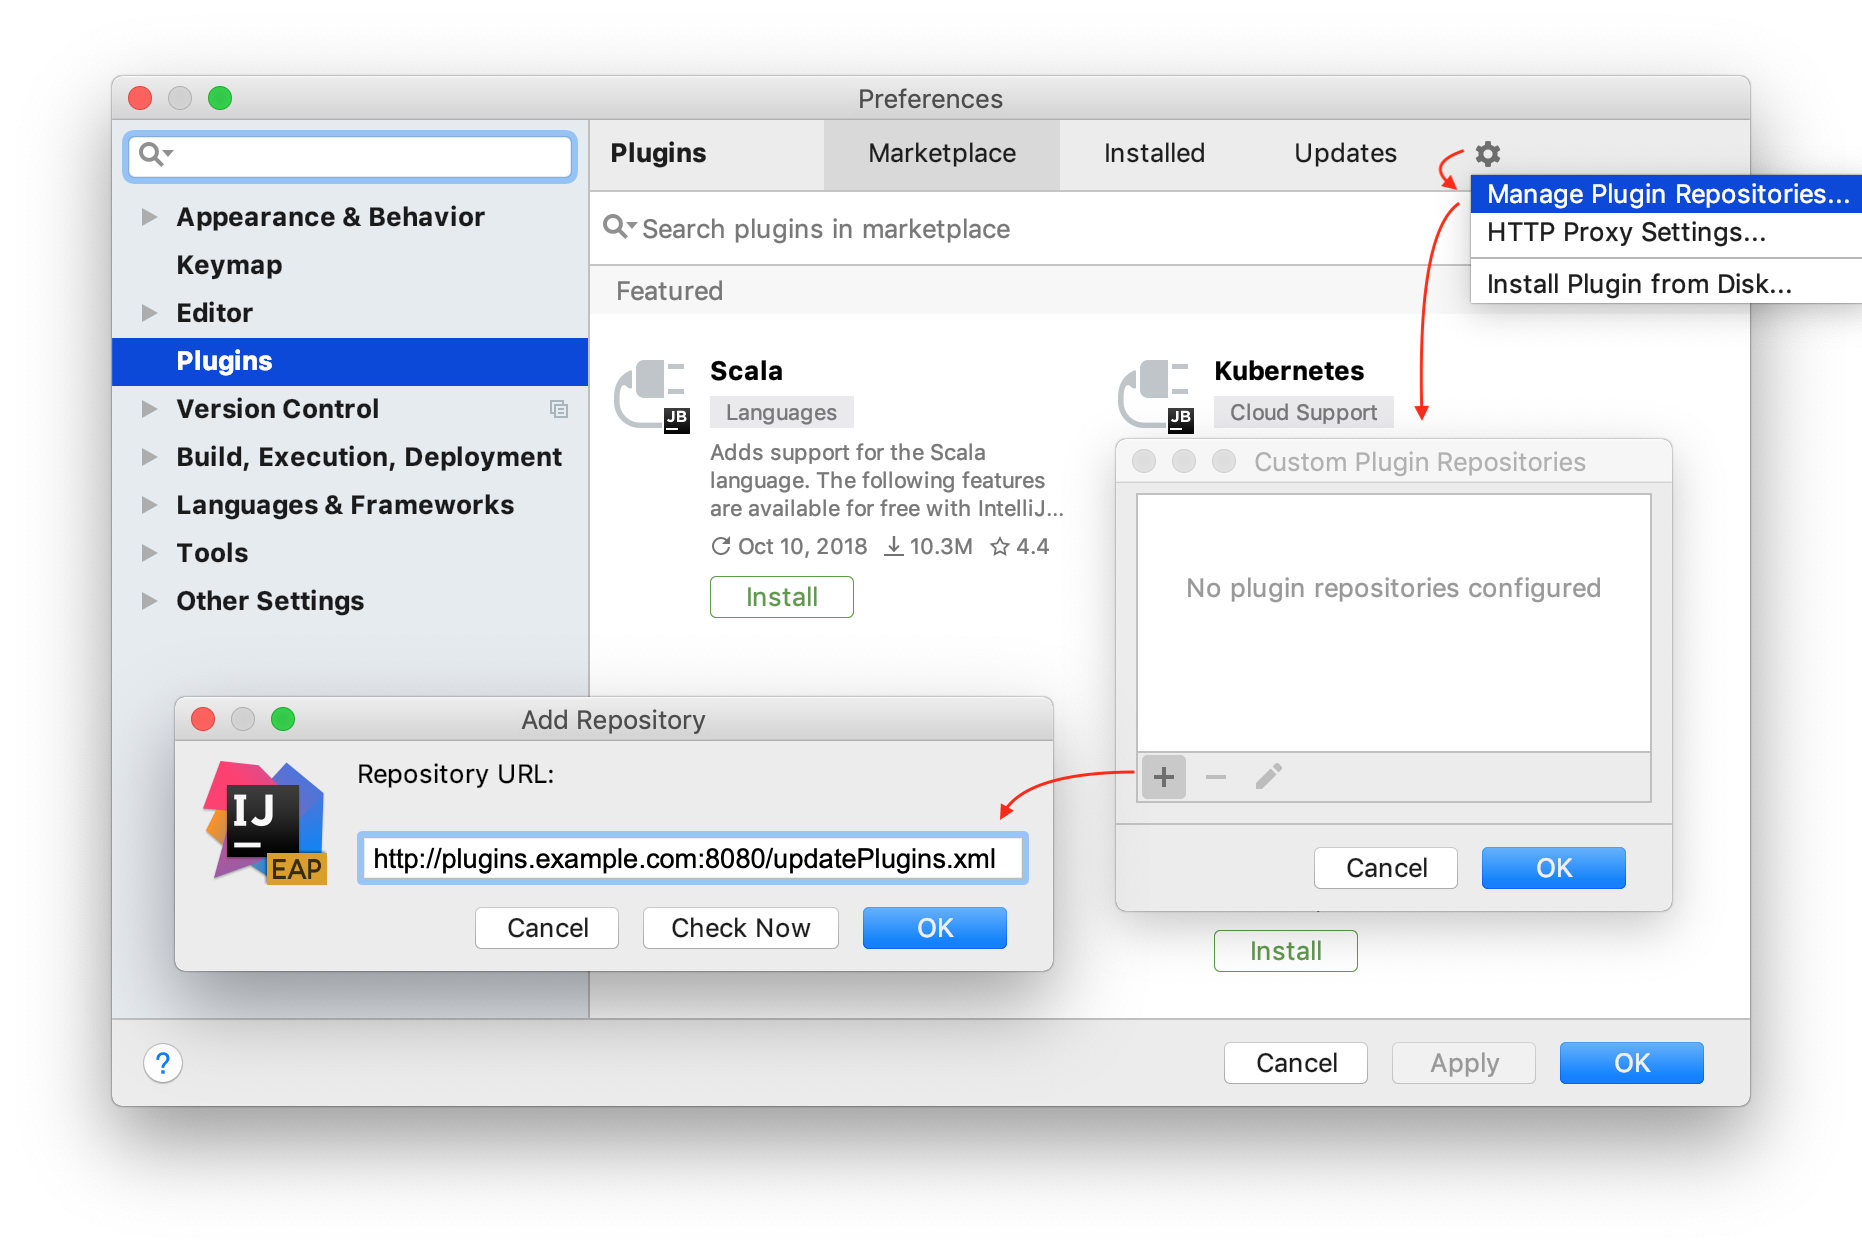 Preferences
Plugins
Marketplace
Installed
Updates
Manage Plugin Repositories...
HTTP Proxy Settings...
Install Plugin from Disk...
Appearance & Behavior
Keymap
Editor
Plugins
Version Control
Build, Execution, Deployment
Languages & Frameworks
Tools
Other Settings
Search plugins in marketplace
Featured
JB
Scala
Languages
Adds support for the Scala
language. The following features
are available for free with IntelliJ...
Oct 10, 2018 10.3M 4.4
Install
JB
Kubernetes
Cloud Support
Install
Custom Plugin Repositories
No plugin repositories configured
Cancel
OK
Add Repository
IJ
EAP
Repository URL:
http://plugins.example.com:8080/updatePlugins.xml
Cancel
Check Now
OK
?
Cancel
Apply
OK